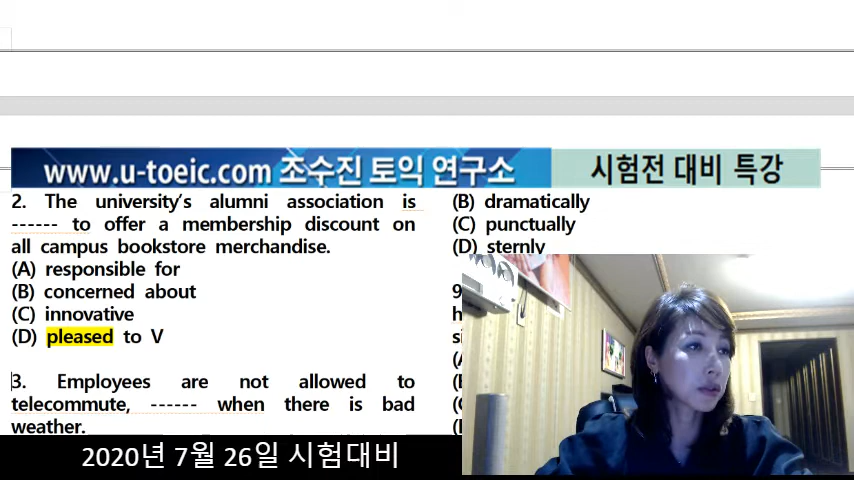 www.u-toeic.com 조수진 토익 연구소
시험전 대비 특강
2. The university's alumni association is
------ to offer a membership discount on
all campus bookstore merchandise.
(A) responsible for
(B) concerned about
(C) innovative
(D) pleased to V
3. Employees are not allowed to
telecommute, ------ when there is bad
weather.
(B) dramatically
(C) punctually
(D) sternly
2020년 7월 26일 시험대비